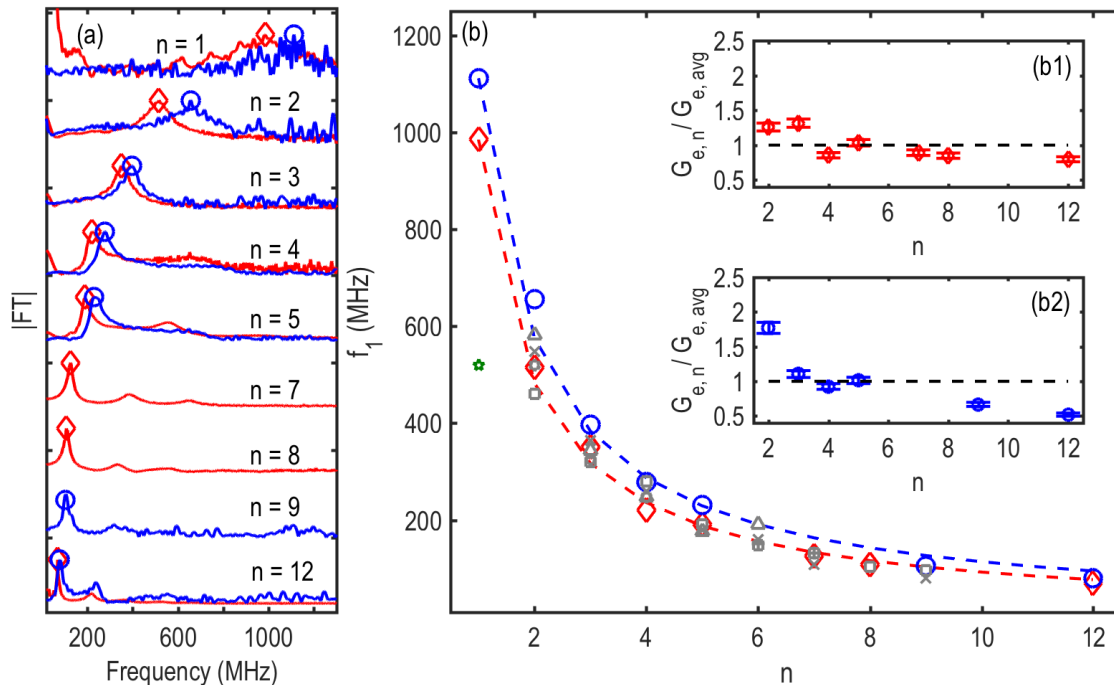 (a)
n = 1
n = 2
n = 3
n = 4
n = 5
n = 7
n = 8
n = 9
n = 12
|FT|
200 600 1000
Frequency (MHz)
(b)
1200
1000
800
600
400
200
f1 (MHz)
2 4 6 8 10 12
n
(b1)
2.5
2
1.5
1
0.5
Ge, n / Ge, avg
2 4 6 8 10 12
n
(b2)
2.5
2
1.5
1
0.5
Ge, n / Ge, avg
2 4 6 8 10 12
n